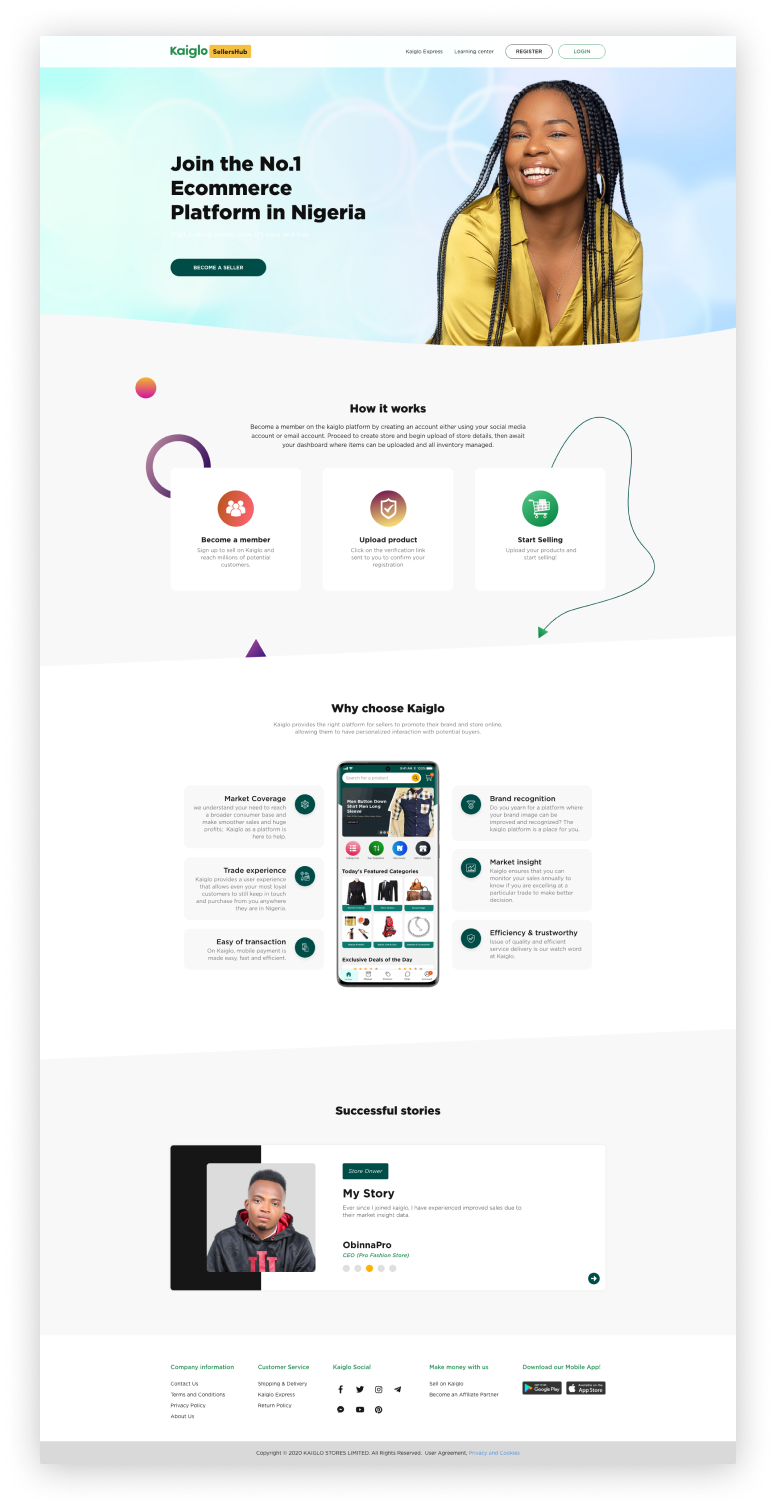 Kaiglo SellersHub
Kaiglo Express
Learning center
REGISTER
LOGIN
Join the No.1
Ecommerce
Platform in Nigeria
BECOME A SELLER
How it works
Become a member on the kaiglo platform by creating an account either using your social media
account or email account. Proceed to create store and begin upload of store details, then await
your dashboard where items can be uploaded and all inventory managed.
Become a member
Sign up to sell on Kaiglo and
reach millions of potential
customers.
Upload product
Click on the verification link
sent to you to confirm your
registration
Start Selling
Upload your products and
start selling!
Why choose Kaiglo
Kaiglo provides the right platform for sellers to promote their brand and store online,
allowing them to have personalized interaction with potential buyers.
Market Coverage
we understand your need to reach
a broader consumer base and
make smoother sales and huge
profits; Kaiglo as a platform is
here to help.
Trade experience
Kaiglo provides a user experience
that allows even your most loyal
customers to still keep in touch
and purchase from you anywhere
they are in Nigeria.
Easy of transaction
On Kaiglo, mobile payment is
made easy, fast and efficient.
Search for a product
Men Button Down
Shirt Men Long
Sleeve
Today's Featured Categories
Exclusive Deals of the Day
Brand recognition
Do you yearn for a platform where
your brand image can be
improved and recognized? The
kaiglo platform is a place for you.
Market insight
Kaiglo ensures that you can
monitor your sales annually to
know if you are excelling at a
particular trade to make better
decision.
Efficiency & trustworthy
Issue of quality and efficient
service delivery is our watch word
at Kaiglo.
Successful stories
Store Onwer
My Story
Ever since I joined kaiglo, I have experienced improved sales due to
their market insight data.
ObinnaPro
CEO (Pro Fashion Store)
Company information
Contact Us
Terms and Conditions
Privacy Policy
About Us
Customer Service
Shipping & Delivery
Kaiglo Express
Return Policy
Kaiglo Social
Make money with us
Sell on Kaiglo
Become an Affiliate Partner
Download our Mobile App!
Google Play
App Store
Copyright © 2020 KAIGLO STORES LIMITED. All Rights Reserved. User Agreement, Privacy and Cookies